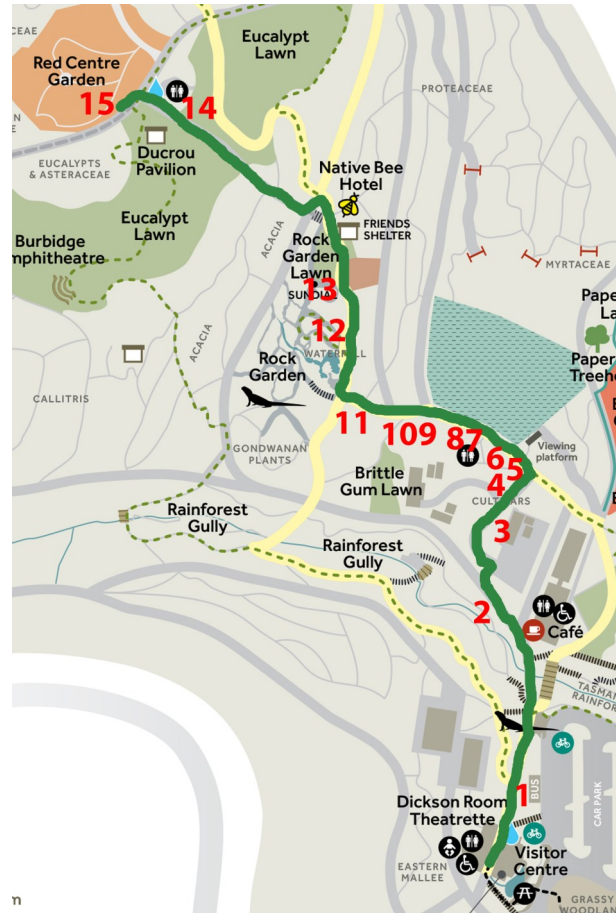 CEAE
Red Centre
Garden
Eucalypt
Lawn
15
14
PROTEACEAE
EUCALYPTS
& ASTERACEAE
Ducrou
Pavilion
Native Bee
Hotel
Eucalypt
Lawn
ACACIA
FRIENDS
SHELTER
Burbidge
mphitheatre
Rock
Garden
Lawn
MYRTACEAE
13
SUNDIAL
Pape
La
12
WATERFALL
ACACIA
Rock
Garden
Paper
Treeho
CALLITRIS
11
109
87
6
5
4
Viewing
platform
GONDWANAN
PLANTS
Brittle
Gum Lawn
CULTIVARS
3
Rainforest
Gully
Rainforest
Gully
2
Café
TASMAN
RAINFOR
1
BUS
CAR PARK
Dickson Room
Theatrette
Visitor
Centre
EASTERN
MALLEE
GRASSY
WOODLAN
m